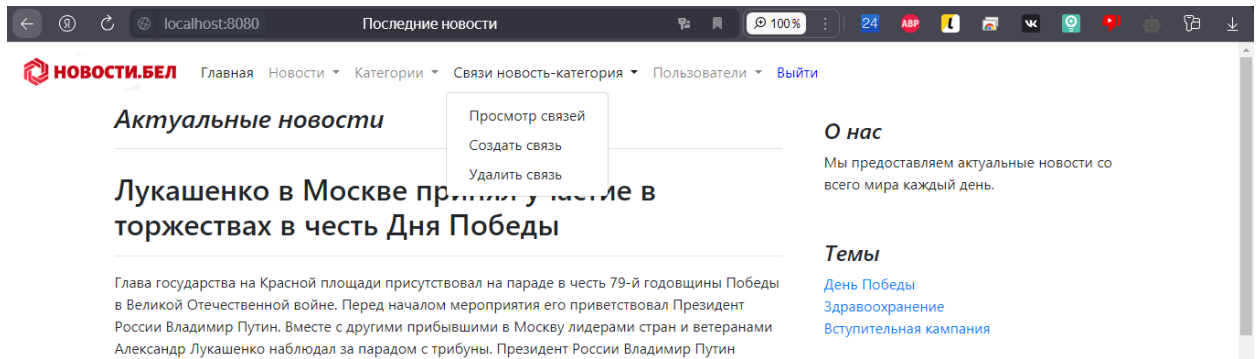 localhost:8080 Последние новости 100% 24 ABP
НОВОСТИ.БЕЛ Главная Новости Категории Связи новость-категория Пользователи Выйти
Просмотр связей
Создать связь
Удалить связь
Актуальные новости
Лукашенко в Москве принял участие в
торжествах в честь Дня Победы
Глава государства на Красной площади присутствовал на параде в честь 79-й годовщины Победы
в Великой Отечественной войне. Перед началом мероприятия его приветствовал Президент
России Владимир Путин. Вместе с другими прибывшими в Москву лидерами стран и ветеранами
Александр Лукашенко наблюдал за парадом с трибуны. Президент России Владимир Путин
О нас
Мы предоставляем актуальные новости со
всего мира каждый день.
Темы
День Победы
Здравоохранение
Вступительная кампания